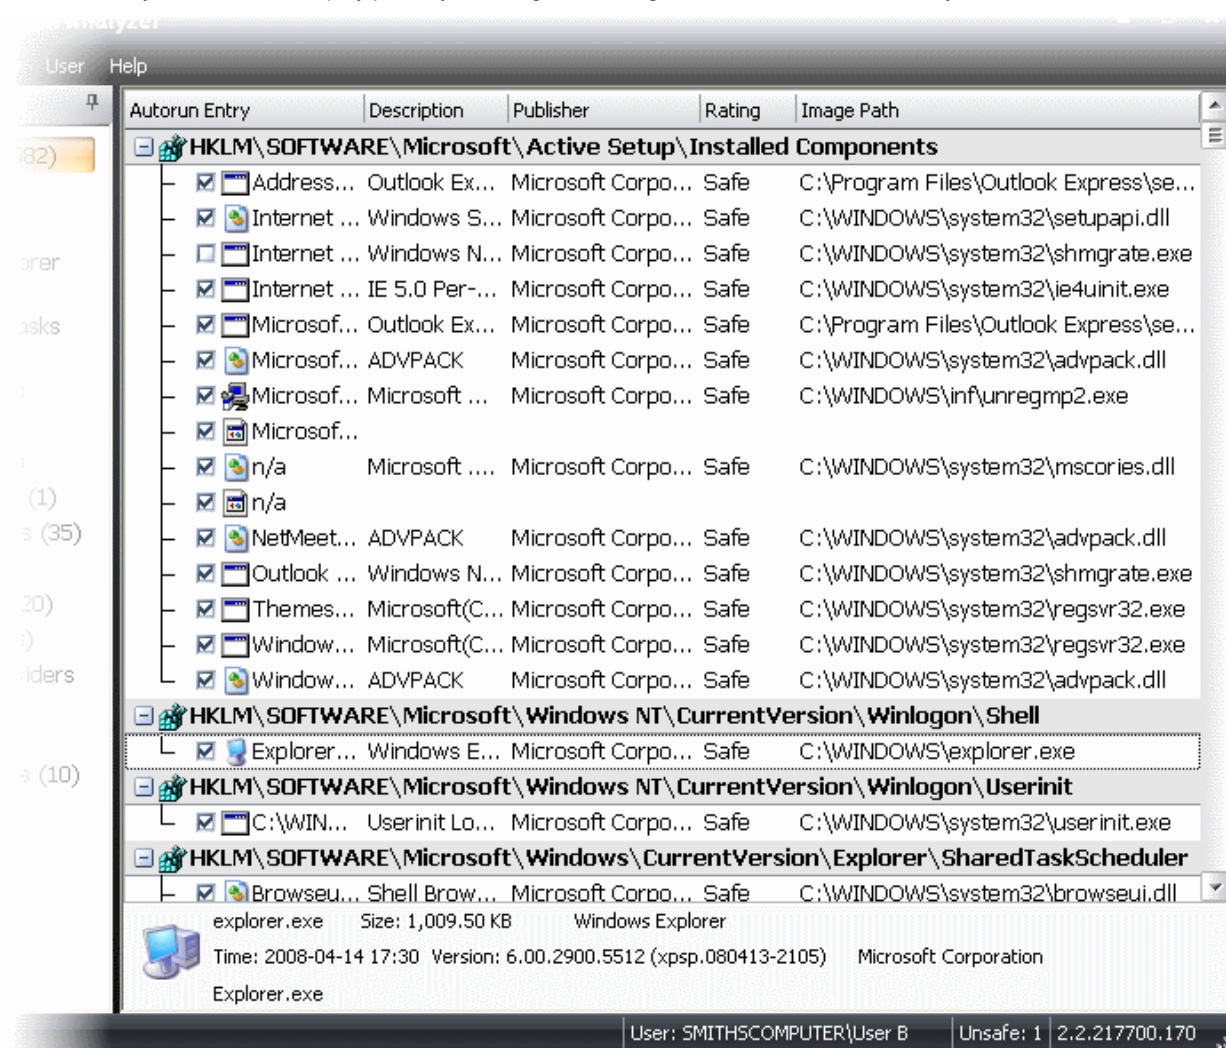 User Help
Autorun Entry Description Publisher Rating Image Path
HKLM\SOFTWARE\Microsoft\Active Setup\Installed Components
582)
Address... Outlook Ex... Microsoft Corpo... Safe C:\Program Files\Outlook Express\se...
Internet ... Windows S... Microsoft Corpo... Safe C:\WINDOWS\system32\setupapi.dll
Internet ... Windows N... Microsoft Corpo... Safe C:\WINDOWS\system32\shmgrate.exe
orer
Internet ... IE 5.0 Per-... Microsoft Corpo... Safe C:\WINDOWS\system32\ie4uinit.exe
Microsof... Outlook Ex... Microsoft Corpo... Safe C:\Program Files\Outlook Express\se...
asks
Microsof... ADVPACK Microsoft Corpo... Safe C:\WINDOWS\system32\advpack.dll
Microsof... Microsoft ... Microsoft Corpo... Safe C:\WINDOWS\inf\unregmp2.exe
Microsof...
n/a Microsoft .... Microsoft Corpo... Safe C:\WINDOWS\system32\mscories.dll
(1) n/a
s (35) NetMeet... ADVPACK Microsoft Corpo... Safe C:\WINDOWS\system32\advpack.dll
Outlook ... Windows N... Microsoft Corpo... Safe C:\WINDOWS\system32\shmgrate.exe
20) Themes... Microsoft(C... Microsoft Corpo... Safe C:\WINDOWS\system32\regsvr32.exe
Window... Microsoft(C... Microsoft Corpo... Safe C:\WINDOWS\system32\regsvr32.exe
iders Window... ADVPACK Microsoft Corpo... Safe C:\WINDOWS\system32\advpack.dll
HKLM\SOFTWARE\Microsoft\Windows NT\CurrentVersion\Winlogon\Shell
Explorer... Windows E... Microsoft Corpo... Safe C:\WINDOWS\explorer.exe
s (10) HKLM\SOFTWARE\Microsoft\Windows NT\CurrentVersion\Winlogon\Userinit
C:\WIN... Userinit Lo... Microsoft Corpo... Safe C:\WINDOWS\system32\userinit.exe
HKLM\SOFTWARE\Microsoft\Windows\CurrentVersion\Explorer\SharedTaskScheduler
Browseu... Shell Brow... Microsoft Corpo... Safe C:\WINDOWS\system32\browseui.dll
explorer.exe Size: 1,009.50 KB Windows Explorer
Time: 2008-04-14 17:30 Version: 6.00.2900.5512 (xpsp.080413-2105) Microsoft Corporation
Explorer.exe
User: SMITHSCOMPUTER\User B Unsafe: 1 2.2.217700.170